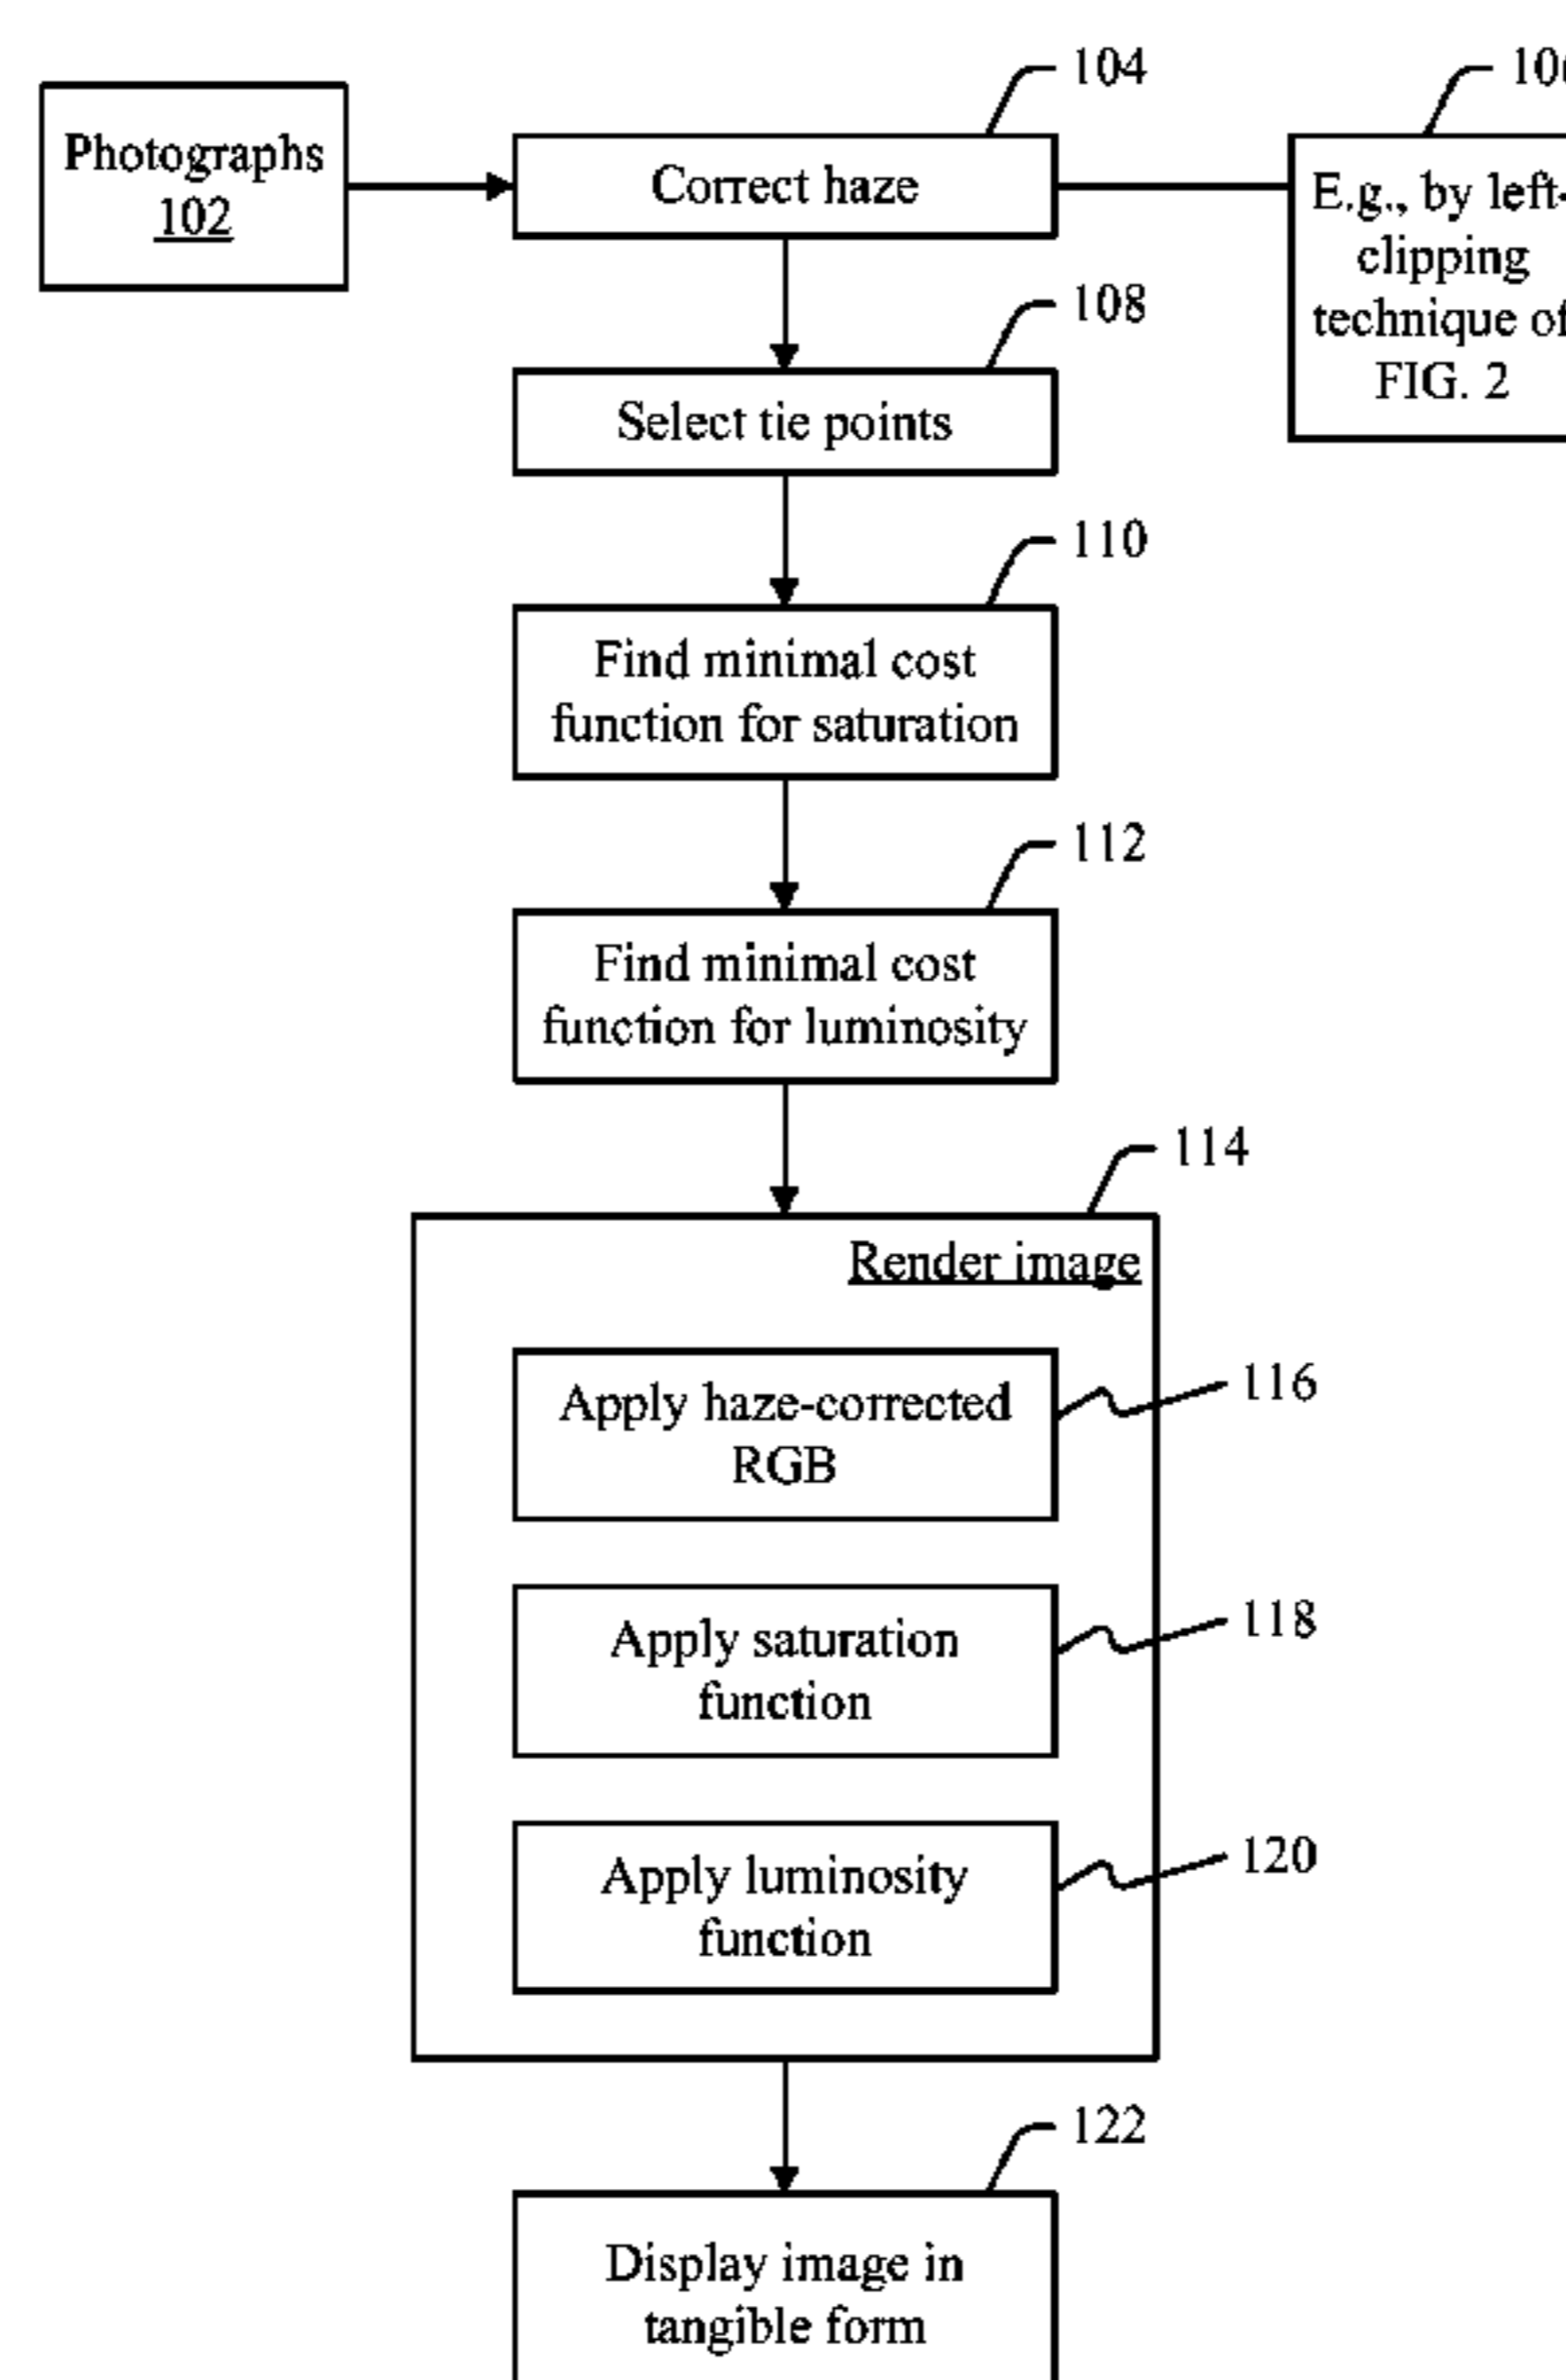 104
Photographs
102
Correct haze
E.g., by left-
clipping
technique of
FIG. 2
108
Select tie points
110
Find minimal cost
function for saturation
112
Find minimal cost
function for luminosity
114
Render image
Apply haze-corrected
RGB
116
Apply saturation
function
118
Apply luminosity
function
120
122
Display image in
tangible form